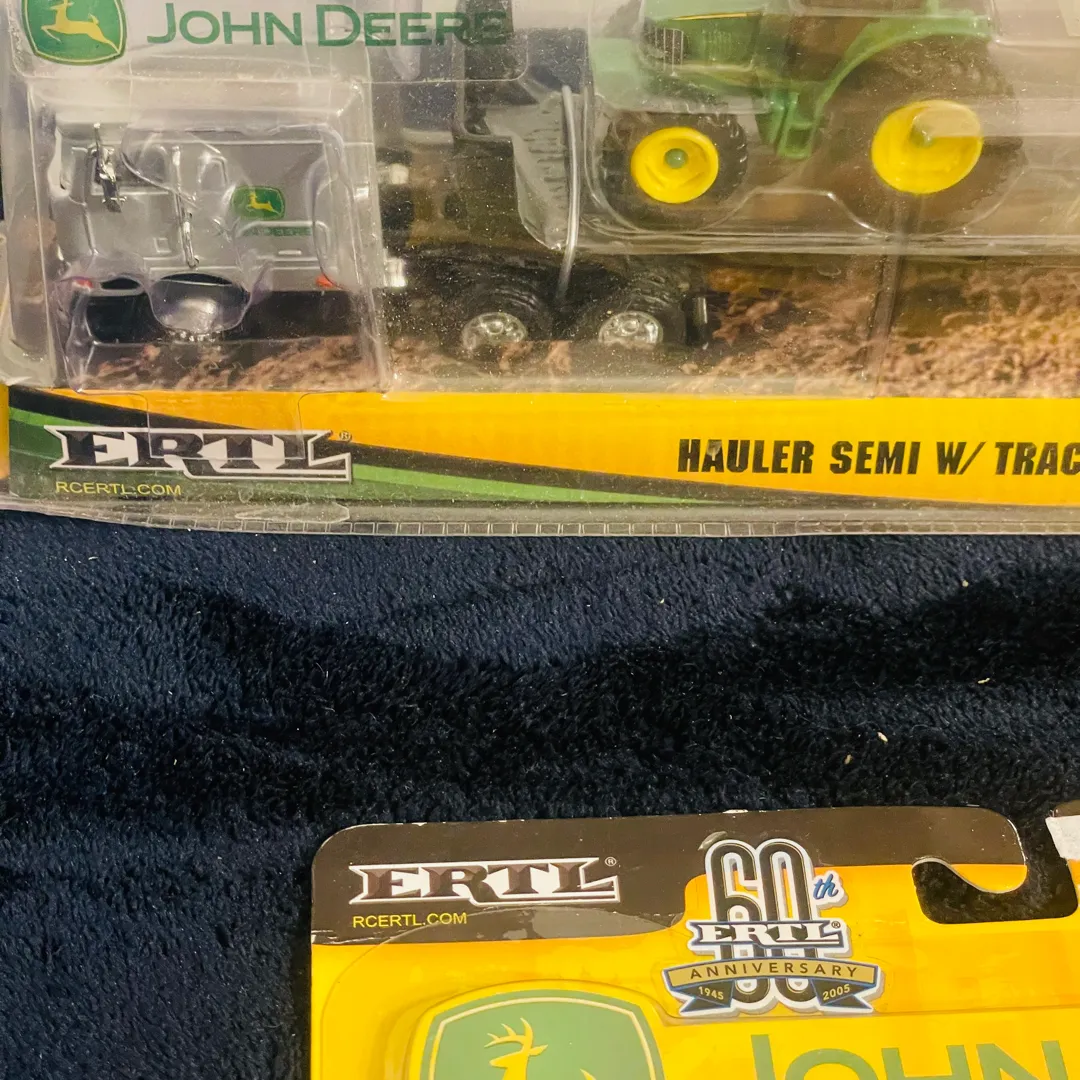 JOHN DEERE
DEERE
ERTL®
RCERTL.COM
HAULER SEMI W/ TRAC
ERTL®
RCERTL.COM
60th
ERTL®
ANNIVERSARY
1945 2005
JOHN